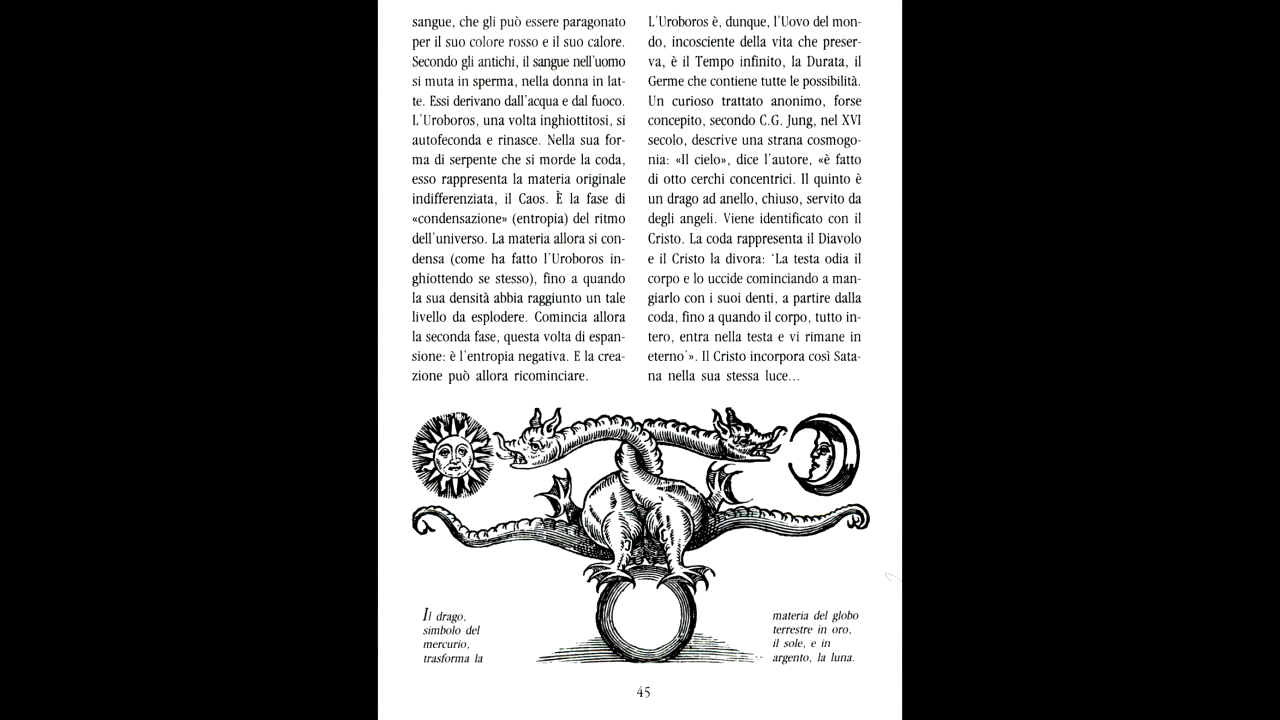 sangue, che gli può essere paragonato
per il suo colore rosso e il suo calore.
Secondo gli antichi, il sangue nell'uomo
si muta in sperma, nella donna in lat-
te. Essi derivano dall'acqua e dal fuoco.
L'Uroboros, una volta inghiottitosi, si
autofeconda e rinasce. Nella sua for-
ma di serpente che si morde la coda,
esso rappresenta la materia originale
indifferenziata, il Caos. È la fase di
«condensazione» (entropia) del ritmo
dell'universo. La materia allora si con-
densa (come ha fatto l'Uroboros in-
ghiottendo se stesso), fino a quando
la sua densità abbia raggiunto un tale
livello da esplodere. Comincia allora
la seconda fase, questa volta di espan-
sione: è l'entropia negativa. E la crea-
zione può allora ricominciare.
L'Uroboros è, dunque, l'Uovo del mon-
do, incosciente della vita che preser-
va, è il Tempo infinito, la Durata, il
Germe che contiene tutte le possibilità.
Un curioso trattato anonimo, forse
concepito, secondo C.G. Jung, nel XVI
secolo, descrive una strana cosmogo-
nia: «Il cielo», dice l'autore, «è fatto
di otto cerchi concentrici. Il quinto è
un drago ad anello, chiuso, servito da
degli angeli. Viene identificato con il
Cristo. La coda rappresenta il Diavolo
e il Cristo la divora: 'La testa odia il
corpo e lo uccide cominciando a man-
giarlo con i suoi denti, a partire dalla
coda, fino a quando il corpo, tutto in-
tero, entra nella testa e vi rimane in
eterno'». Il Cristo incorpora così Sata-
na nella sua stessa luce...
Il drago,
simbolo del
mercurio,
trasforma la
materia del globo
terrestre in oro,
il sole, e in
argento, la luna.
45